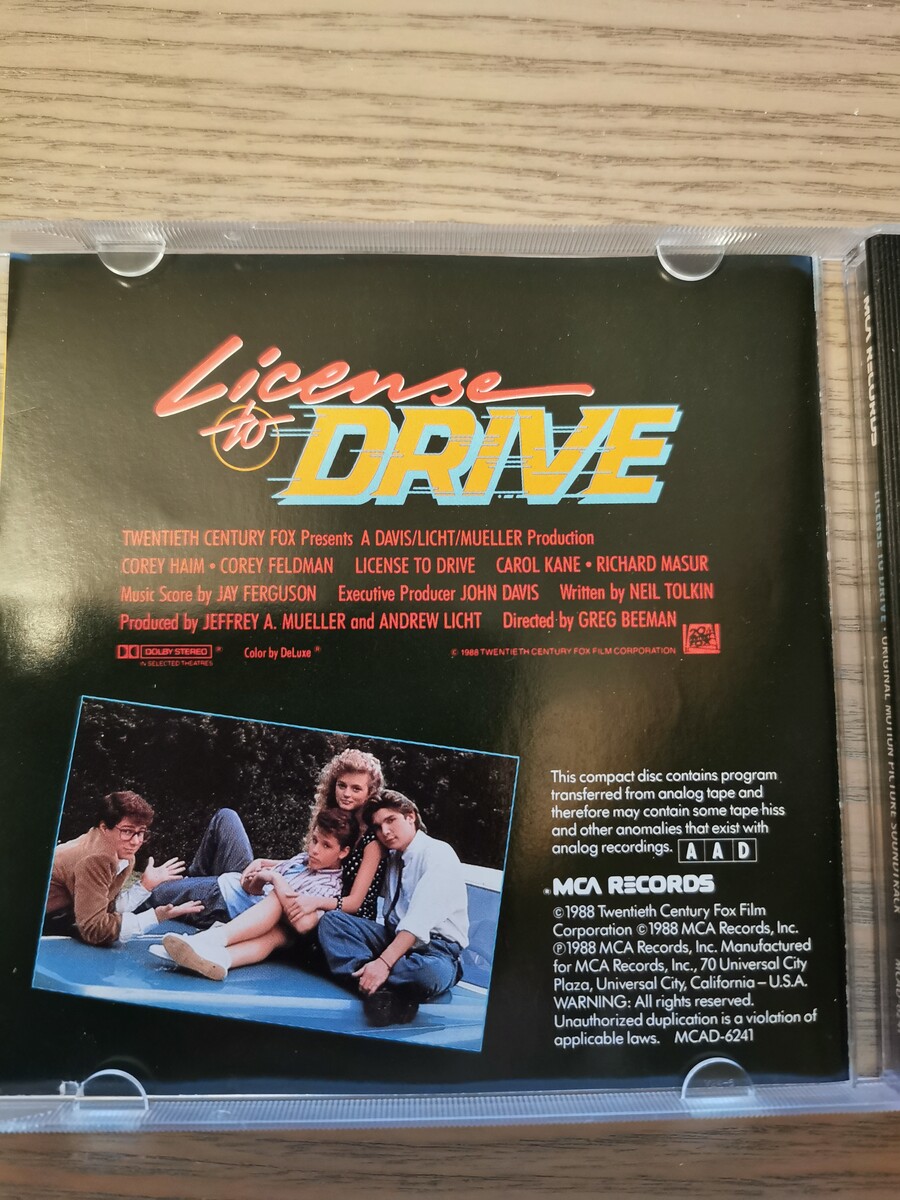 License
to DRIVE
TWENTIETH CENTURY FOX Presents A DAVIS/LICHT/MUELLER Production
COREY HAIM • COREY FELDMAN LICENSE TO DRIVE CAROL KANE • RICHARD MASUR
Music Score by JAY FERGUSON Executive Producer JOHN DAVIS Written by NEIL TOLKIN
Produced by JEFFREY A. MUELLER and ANDREW LICHT Directed by GREG BEEMAN
DOLBY STEREO ® Color by DeLuxe ® © 1988 TWENTIETH CENTURY FOX FILM CORPORATION
IN SELECTED THEATRES
This compact disc contains program
transferred from analog tape and
therefore may contain some tape hiss
and other anomalies that exist with
analog recordings. A A D
MCA RECORDS
©1988 Twentieth Century Fox Film
Corporation ©1988 MCA Records, Inc.
℗1988 MCA Records, Inc. Manufactured
for MCA Records, Inc., 70 Universal City
Plaza, Universal City, California – U.S.A.
WARNING: All rights reserved.
Unauthorized duplication is a violation of
applicable laws. MCAD-6241
MCA RECORDS
LICENSE TO DRIVE • ORIGINAL MOTION PICTURE SOUNDTRACK